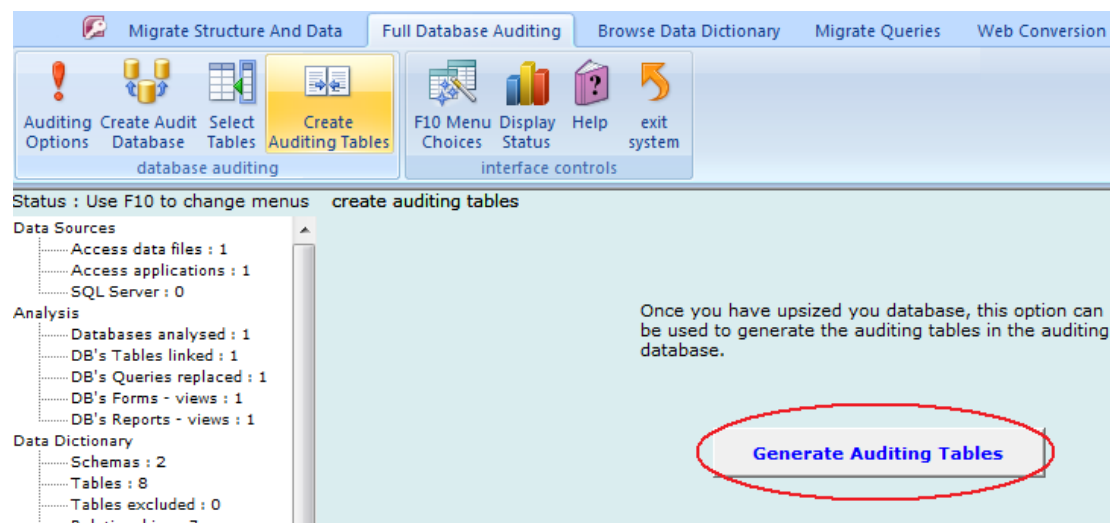 Migrate Structure And Data Full Database Auditing Browse Data Dictionary Migrate Queries Web Conversion
Auditing Options
Create Audit Database
Select Tables
Create Auditing Tables
F10 Menu Choices
Display Status
Help
exit system
database auditing
interface controls
Status : Use F10 to change menus create auditing tables
Data Sources
Access data files : 1
Access applications : 1
SQL Server : 0
Analysis
Databases analysed : 1
DB's Tables linked : 1
DB's Queries replaced : 1
DB's Forms - views : 1
DB's Reports - views : 1
Data Dictionary
Schemas : 2
Tables : 8
Tables excluded : 0
Once you have upsized you database, this option can
be used to generate the auditing tables in the auditing
database.
Generate Auditing Tables